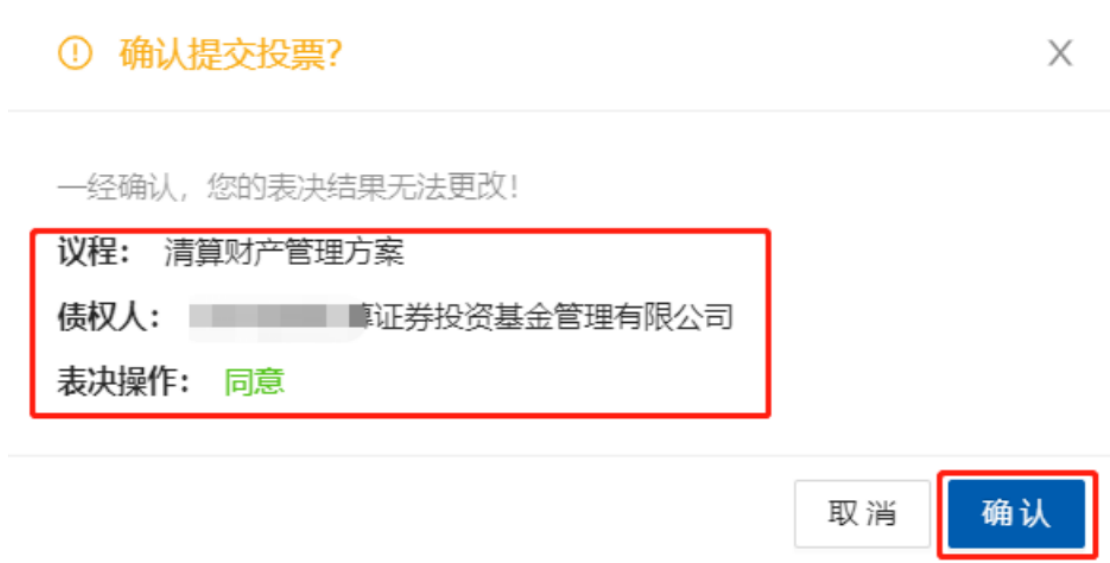 确认提交投票?
一经确认，您的表决结果无法更改!
议程： 清算财产管理方案
债权人： 证券投资基金管理有限公司
表决操作： 同意
取消 确认